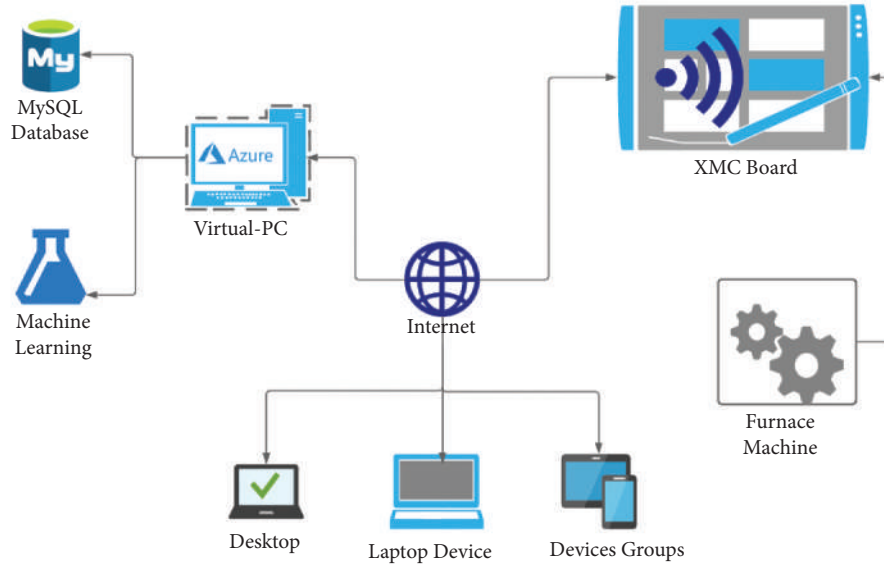 My
MySQL
Database
Azure
Virtual-PC
XMC Board
Machine
Learning
Internet
Furnace
Machine
Desktop
Laptop Device
Devices Groups